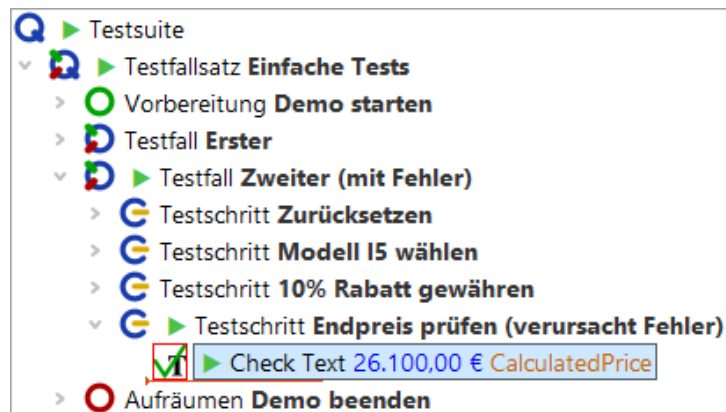 Testsuite
Testfallsatz Einfache Tests
Vorbereitung Demo starten
Testfall Erster
Testfall Zweiter (mit Fehler)
Testschritt Zurücksetzen
Testschritt Modell I5 wählen
Testschritt 10% Rabatt gewähren
Testschritt Endpreis prüfen (verursacht Fehler)
Check Text 26.100,00 € CalculatedPrice
Aufräumen Demo beenden